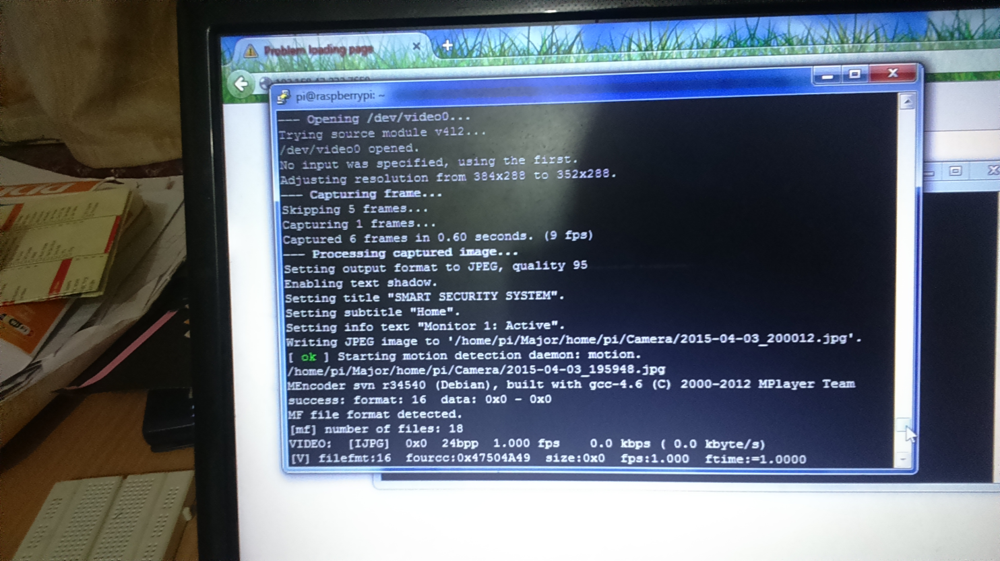 Problem loading page
pi@raspberrypi: ~
--- Opening /dev/video0...
Trying source module v4l2...
/dev/video0 opened.
No input was specified, using the first.
Adjusting resolution from 384x288 to 352x288.
--- Capturing frame...
Skipping 5 frames...
Capturing 1 frames...
Captured 6 frames in 0.60 seconds. (9 fps)
--- Processing captured image...
Setting output format to JPEG, quality 95
Enabling text shadow.
Setting title "SMART SECURITY SYSTEM".
Setting subtitle "Home".
Setting info text "Monitor 1: Active".
Writing JPEG image to '/home/pi/Major/home/pi/Camera/2015-04-03_200012.jpg'.
[ ok ] Starting motion detection daemon: motion.
/home/pi/Major/home/pi/Camera/2015-04-03_195948.jpg
MEncoder svn r34540 (Debian), built with gcc-4.6 (C) 2000-2012 MPlayer Team
success: format: 16 data: 0x0 - 0x0
MF file format detected.
[mf] number of files: 18
VIDEO: [IJPG] 0x0 24bpp 1.000 fps 0.0 kbps ( 0.0 kbyte/s)
[V] filefmt:16 fourcc:0x47504A49 size:0x0 fps:1.000 ftime:=1.0000